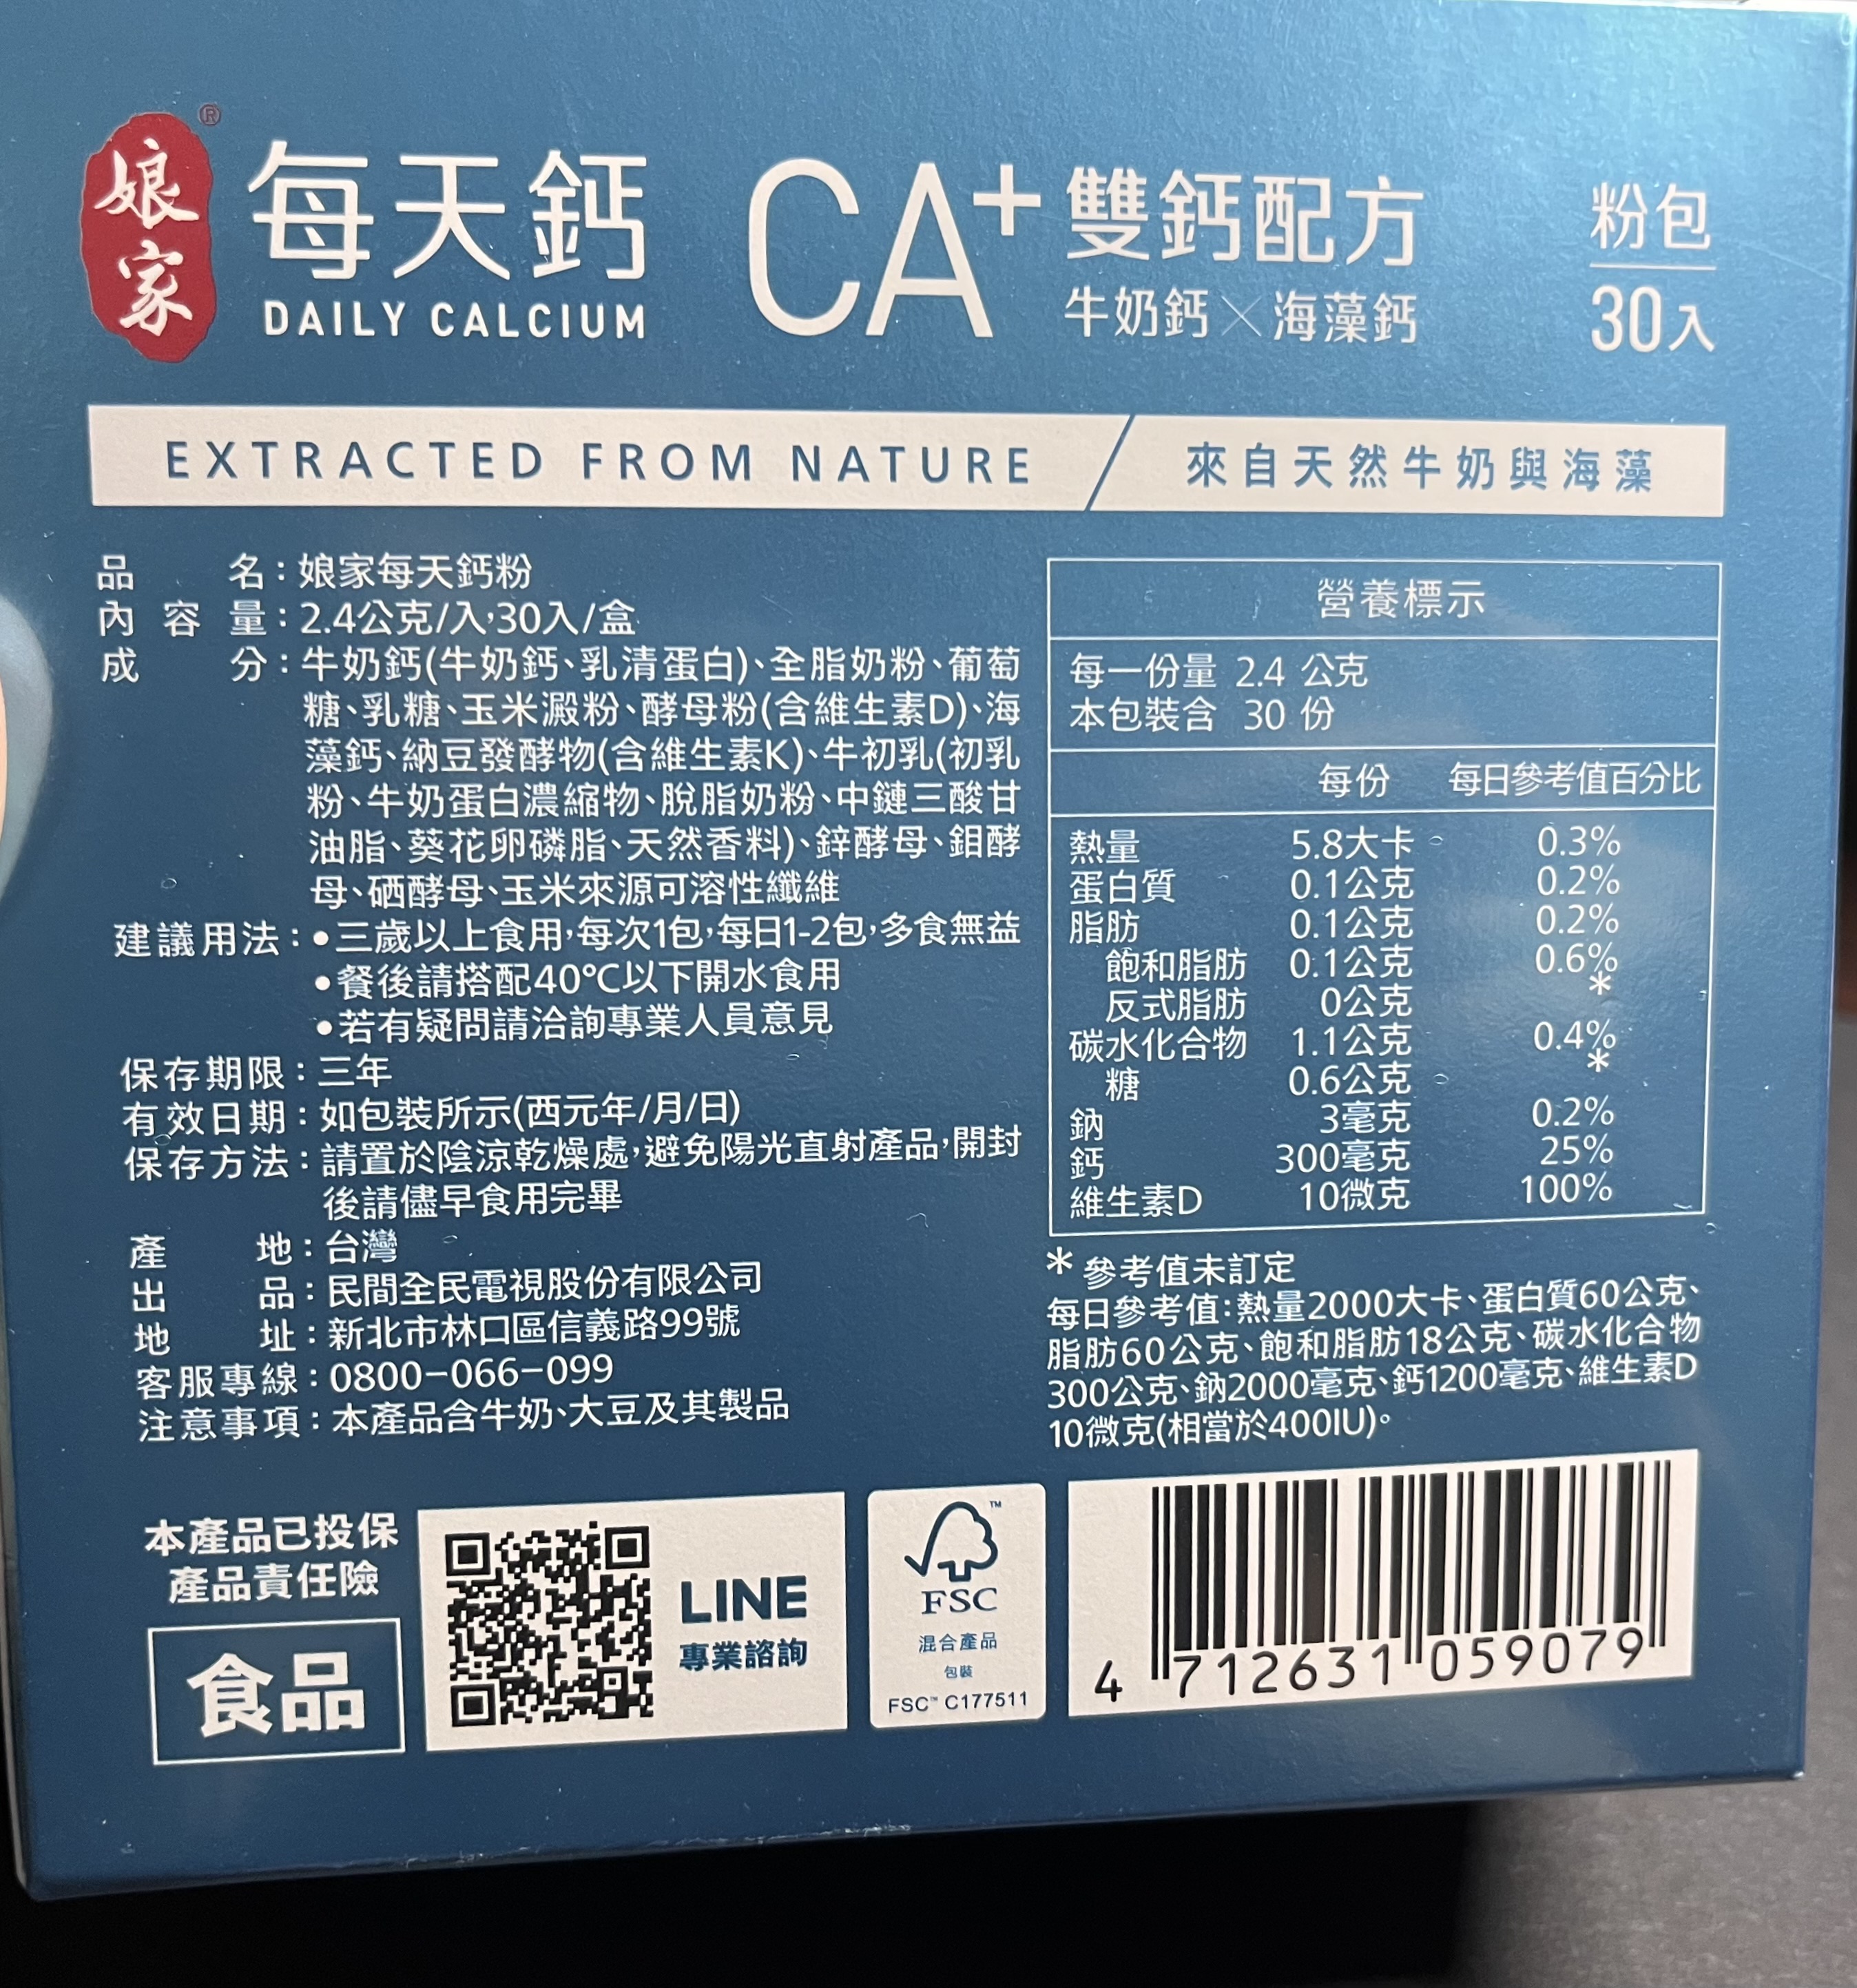 娘家®
每天鈣
DAILY CALCIUM
CA+
雙鈣配方
牛奶鈣×海藻鈣
粉包
30入
EXTRACTED FROM NATURE / 來自天然牛奶與海藻
品名：娘家每天鈣粉
內容量：2.4公克/入，30入/盒
成分：牛奶鈣(牛奶鈣、乳清蛋白)、全脂奶粉、葡萄
糖、乳糖、玉米澱粉、酵母粉(含維生素D)、海
藻鈣、納豆發酵物(含維生素K)、牛初乳(初乳
粉、牛奶蛋白濃縮物、脫脂奶粉、中鏈三酸甘
油脂、葵花卵磷脂、天然香料)、鋅酵母、鉬酵
母、硒酵母、玉米來源可溶性纖維
建議用法：•三歲以上食用，每次1包，每日1-2包，多食無益
•餐後請搭配40℃以下開水食用
•若有疑問請洽詢專業人員意見
保存期限：三年
有效日期：如包裝所示(西元年/月/日)
保存方法：請置於陰涼乾燥處，避免陽光直射產品，開封
後請儘早食用完畢
產地：台灣
出品：民間全民電視股份有限公司
地址：新北市林口區信義路99號
客服專線：0800-066-099
注意事項：本產品含牛奶、大豆及其製品
營養標示
每一份量 2.4 公克
本包裝含 30 份
每份 每日參考值百分比
熱量 5.8大卡 0.3%
蛋白質 0.1公克 0.2%
脂肪 0.1公克 0.2%
飽和脂肪 0.1公克 0.6%
反式脂肪 0公克 *
碳水化合物 1.1公克 0.4%
糖 0.6公克 *
鈉 3毫克 0.2%
鈣 300毫克 25%
維生素D 10微克 100%
* 參考值未訂定
每日參考值：熱量2000大卡、蛋白質60公克、
脂肪60公克、飽和脂肪18公克、碳水化合物
300公克、鈉2000毫克、鈣1200毫克、維生素D
10微克(相當於400IU)。
本產品已投保
產品責任險
食品
LINE
專業諮詢
FSC
混合產品
包裝
FSC™ C177511
4 712631 059079